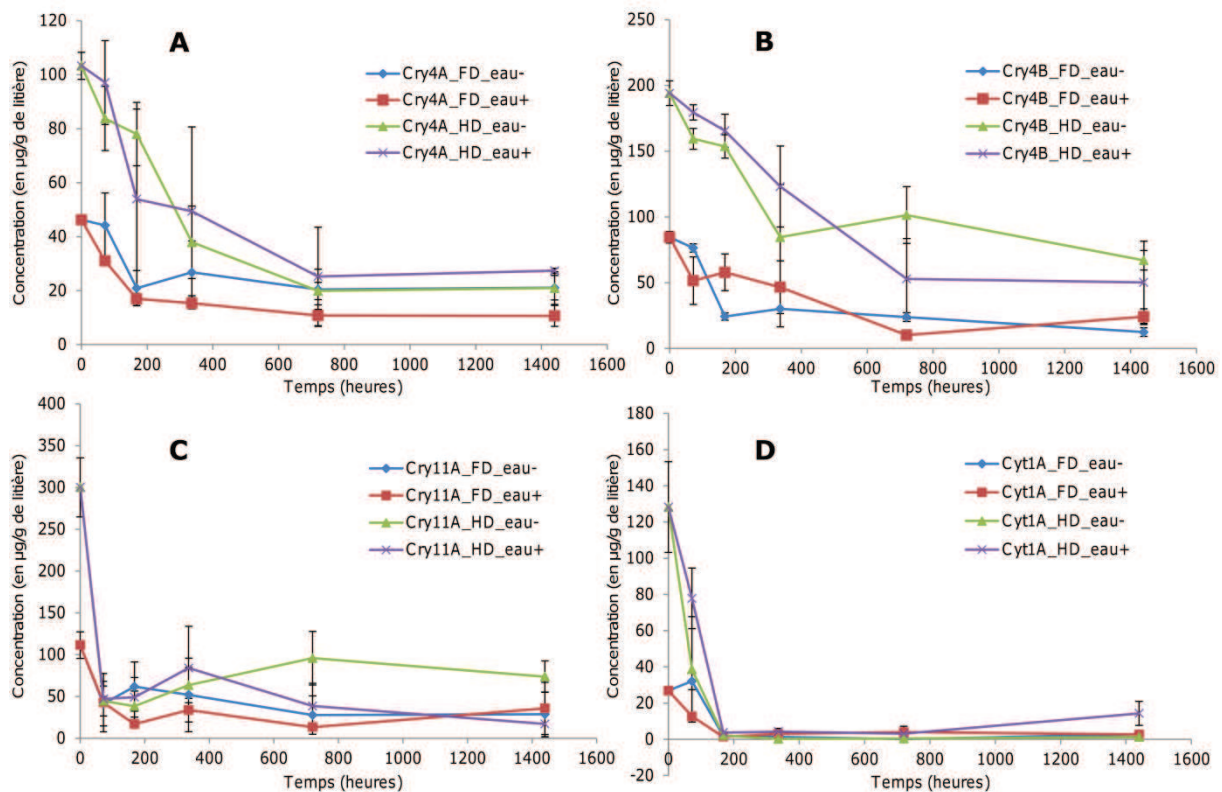 A
Concentration (en µg/g de litière)
120
100
80
60
40
20
0
0 200 400 600 800 1000 1200 1400 1600
Temps (heures)
Cry4A_FD_eau-
Cry4A_FD_eau+
Cry4A_HD_eau-
Cry4A_HD_eau+
B
Concentration (en µg/g de litière)
250
200
150
100
50
0
0 200 400 600 800 1000 1200 1400 1600
Temps (heures)
Cry4B_FD_eau-
Cry4B_FD_eau+
Cry4B_HD_eau-
Cry4B_HD_eau+
C
Concentration (en µg/g de litière)
400
350
300
250
200
150
100
50
0
0 200 400 600 800 1000 1200 1400 1600
Temps (heures)
Cry11A_FD_eau-
Cry11A_FD_eau+
Cry11A_HD_eau-
Cry11A_HD_eau+
D
Concentration (en µg/g de litière)
180
160
140
120
100
80
60
40
20
0
-20
0 200 400 600 800 1000 1200 1400 1600
Temps (heures)
Cyt1A_FD_eau-
Cyt1A_FD_eau+
Cyt1A_HD_eau-
Cyt1A_HD_eau+